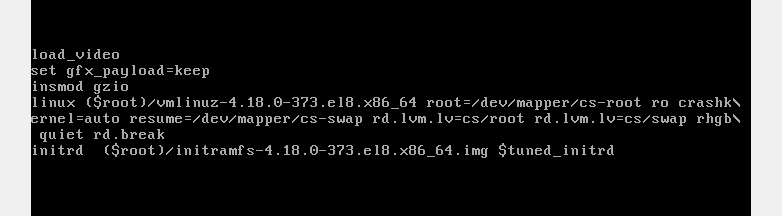 load_video
set gfx_payload=keep
insmod gzio
linux ($root)/vmlinuz-4.18.0-373.el8.x86_64 root=/dev/mapper/cs-root ro crashk\
ernel=auto resume=/dev/mapper/cs-swap rd.lvm.lv=cs/root rd.lvm.lv=cs/swap rhgb\
 quiet rd.break
initrd  ($root)/initramfs-4.18.0-373.el8.x86_64.img $tuned_initrd